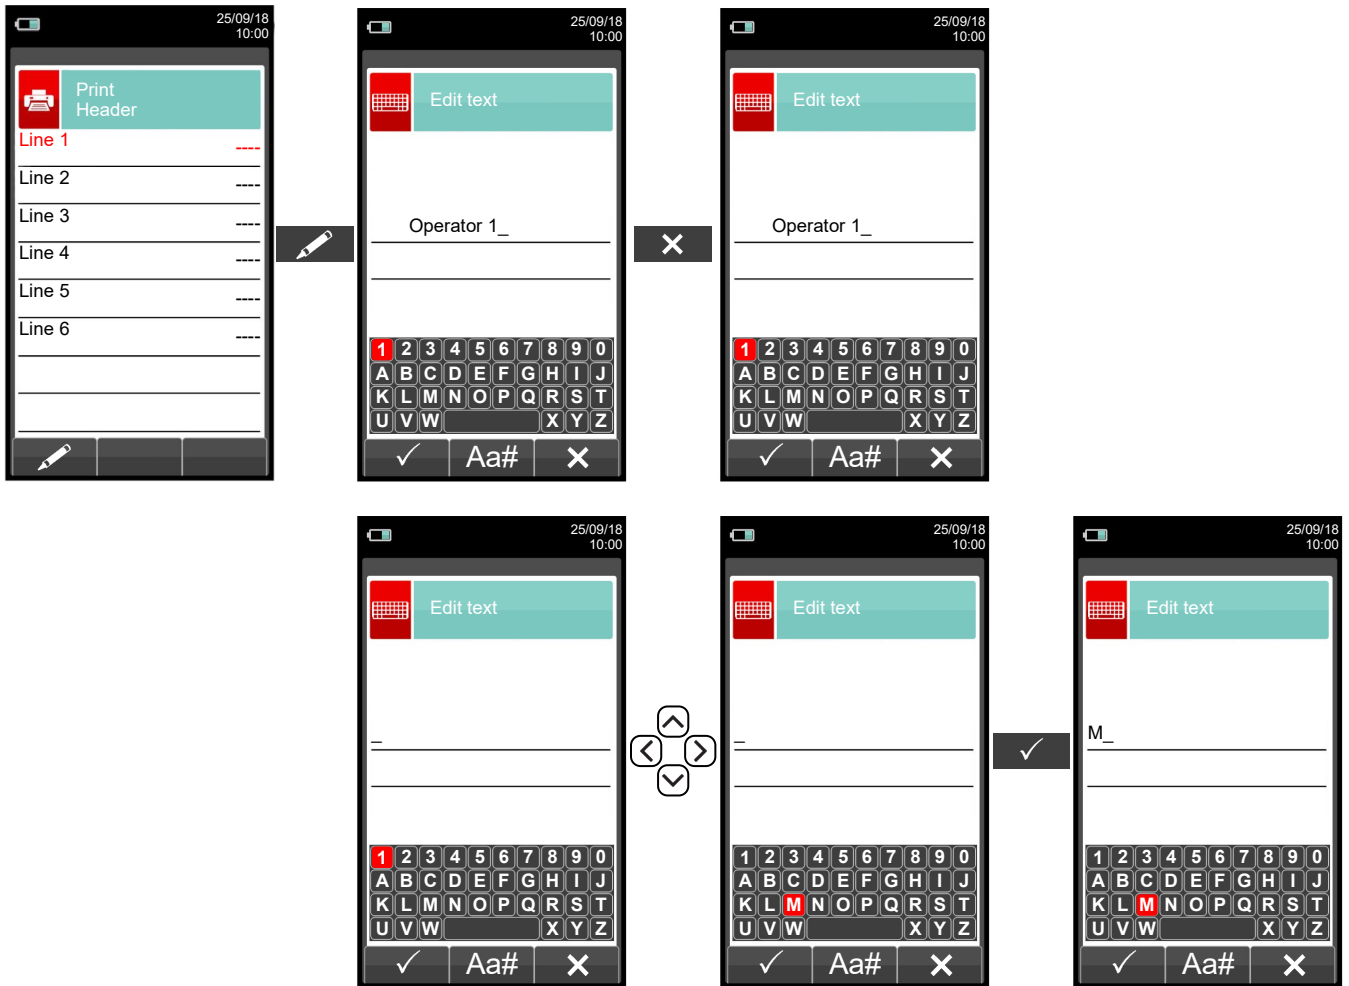 25/09/18
10:00
Print
Header
Line 1 ----
Line 2 ----
Line 3 ----
Line 4 ----
Line 5 ----
Line 6 ----
25/09/18
10:00
Edit text
Operator 1_
1 2 3 4 5 6 7 8 9 0
A B C D E F G H I J
K L M N O P Q R S T
U V W X Y Z
Aa#
25/09/18
10:00
Edit text
Operator 1_
1 2 3 4 5 6 7 8 9 0
A B C D E F G H I J
K L M N O P Q R S T
U V W X Y Z
Aa#
25/09/18
10:00
Edit text
_
1 2 3 4 5 6 7 8 9 0
A B C D E F G H I J
K L M N O P Q R S T
U V W X Y Z
Aa#
25/09/18
10:00
Edit text
_
1 2 3 4 5 6 7 8 9 0
A B C D E F G H I J
K L M N O P Q R S T
U V W X Y Z
Aa#
25/09/18
10:00
Edit text
M_
1 2 3 4 5 6 7 8 9 0
A B C D E F G H I J
K L M N O P Q R S T
U V W X Y Z
Aa#